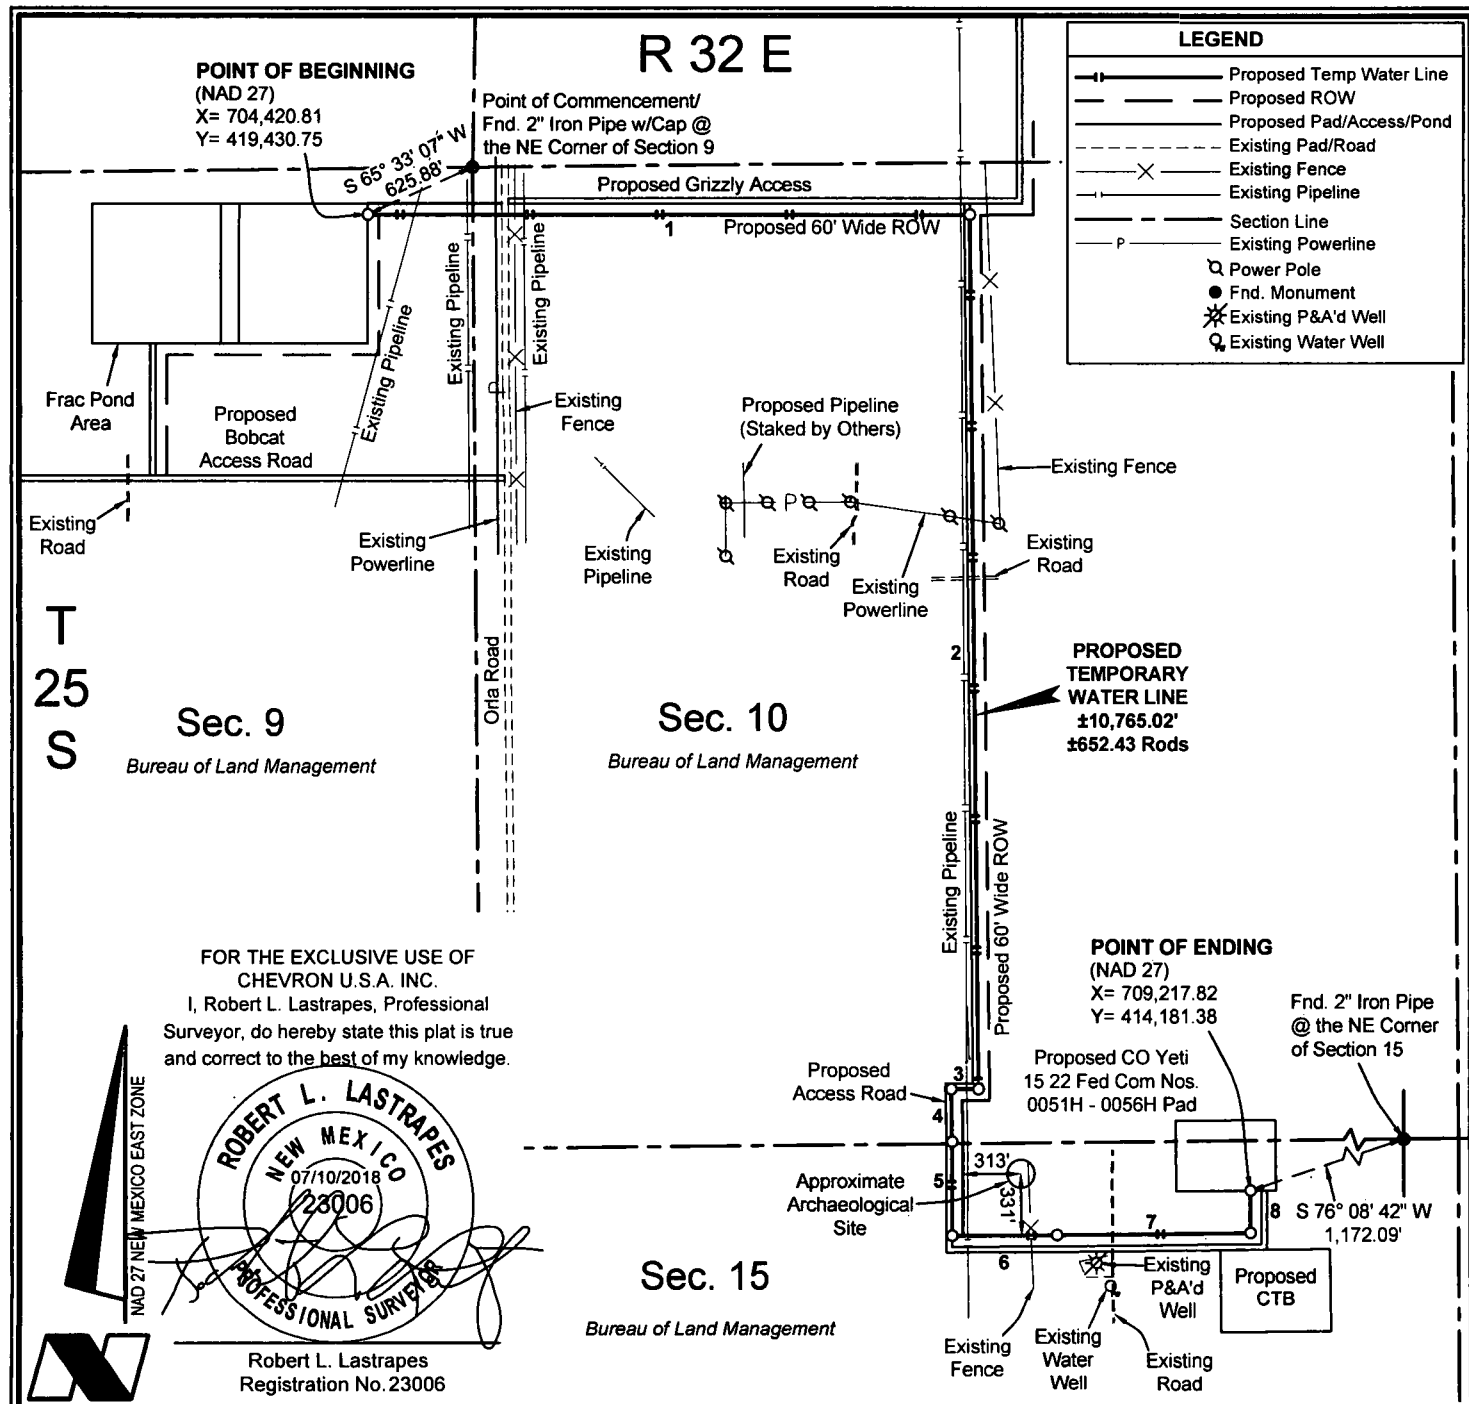 R 32 E
POINT OF BEGINNING
(NAD 27)
X= 704,420.81
Y= 419,430.75
Point of Commencement/
Fnd. 2" Iron Pipe w/Cap @
the NE Corner of Section 9
S 65° 33' 07" W
625.88'
LEGEND
Proposed Temp Water Line
Proposed ROW
Proposed Pad/Access/Pond
Existing Pad/Road
Existing Fence
Existing Pipeline
Section Line
P
Existing Powerline
Power Pole
Fnd. Monument
Existing P&A'd Well
Existing Water Well
Proposed Grizzly Access
1
Proposed 60' Wide ROW
Existing Pipeline
Existing Pipeline
Existing Pipeline
P
Frac Pond
Area
Proposed
Bobcat
Access Road
Existing
Fence
Proposed Pipeline
(Staked by Others)
P
Existing Fence
Existing
Road
Existing
Powerline
Existing
Pipeline
Existing
Road
Existing
Powerline
Existing
Road
T
25
S
Orla Road
2
PROPOSED
TEMPORARY
WATER LINE
±10,765.02'
±652.43 Rods
Sec. 9
Bureau of Land Management
Sec. 10
Bureau of Land Management
Existing Pipeline
Proposed 60' Wide ROW
FOR THE EXCLUSIVE USE OF
CHEVRON U.S.A. INC.
I, Robert L. Lastrapes, Professional
Surveyor, do hereby state this plat is true
and correct to the best of my knowledge.
POINT OF ENDING
(NAD 27)
X= 709,217.82
Y= 414,181.38
Fnd. 2" Iron Pipe
@ the NE Corner
of Section 15
Proposed CO Yeti
15 22 Fed Com Nos.
0051H - 0056H Pad
Proposed
Access Road
3
4
NAD 27 NEW MEXICO EAST ZONE
ROBERT L. LASTRAPES
NEW MEXICO
07/10/2018
23006
PROFESSIONAL SURVEYOR
313'
331'
Approximate
Archaeological
Site
5
6
7
8
S 76° 08' 42" W
1,172.09'
Sec. 15
Bureau of Land Management
Existing
P&A'd
Well
Proposed
CTB
Existing
Fence
Existing
Water
Well
Existing
Road
Robert L. Lastrapes
Registration No. 23006